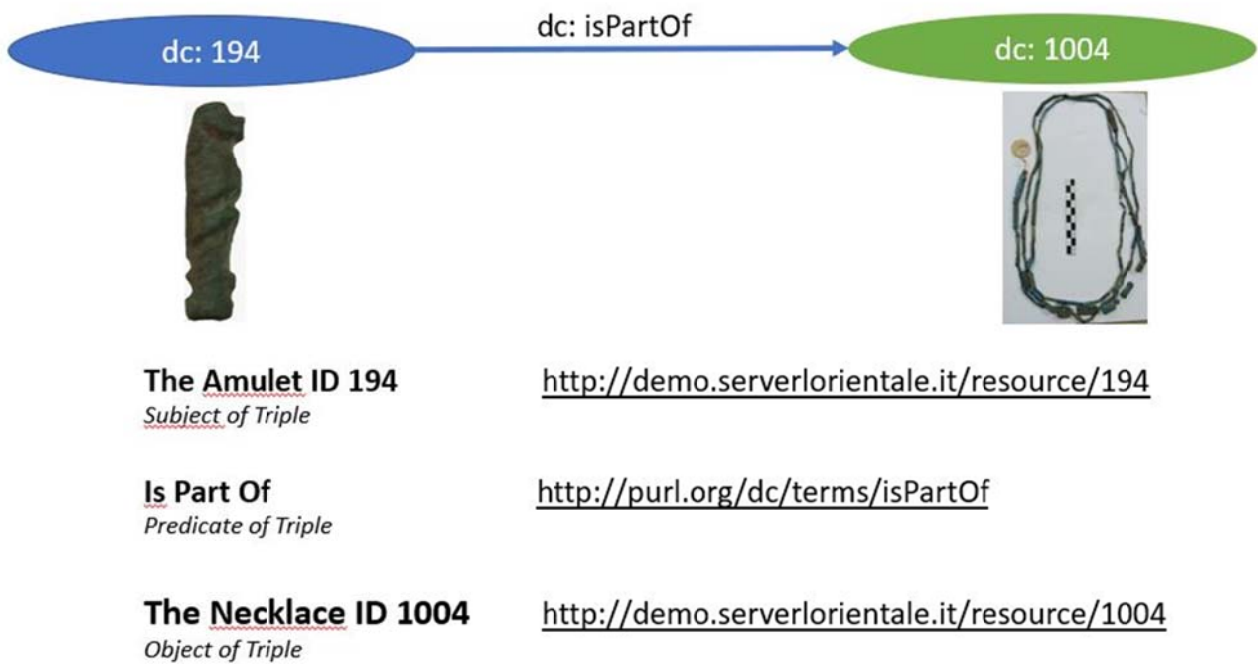 dc: 194
dc: isPartOf
dc: 1004
The Amulet ID 194
http://demo.serverlorientale.it/resource/194
Subject of Triple
Is Part Of
http://purl.org/dc/terms/isPartOf
Predicate of Triple
The Necklace ID 1004
http://demo.serverlorientale.it/resource/1004
Object of Triple